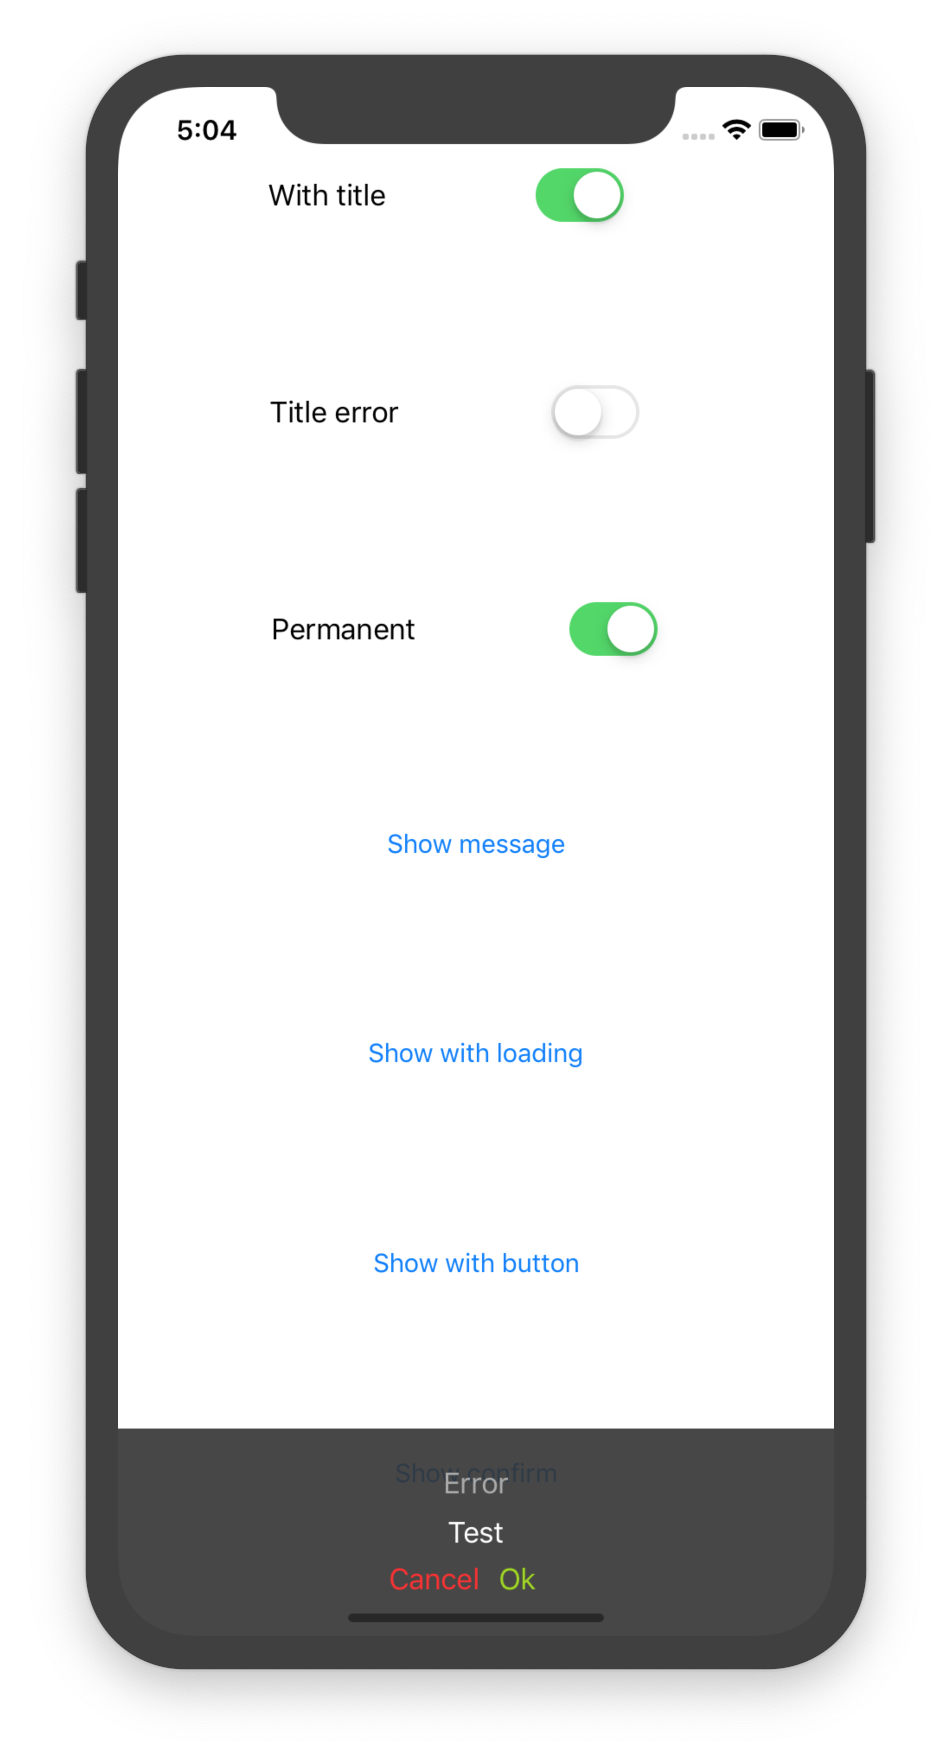 5:04
With title
Title error
Permanent
Show message
Show with loading
Show with button
Show confirm
Error
Test
Cancel Ok